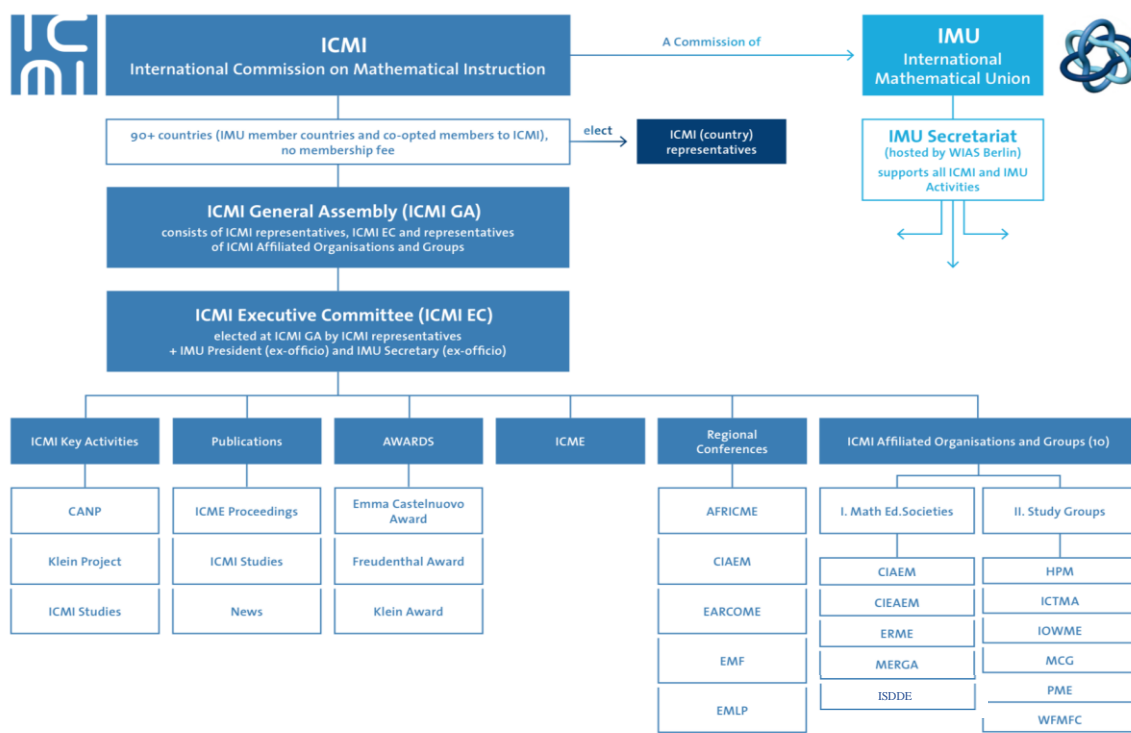 IC
MI
ICMI
International Commission on Mathematical Instruction
A Commission of
IMU
International
Mathematical Union
90+ countries (IMU member countries and co-opted members to ICMI),
no membership fee
elect
ICMI (country)
representatives
IMU Secretariat
(hosted by WIAS Berlin)
supports all ICMI and IMU
Activities
ICMI General Assembly (ICMI GA)
consists of ICMI representatives, ICMI EC and representatives
of ICMI Affiliated Organisations and Groups
ICMI Executive Committee (ICMI EC)
elected at ICMI GA by ICMI representatives
+ IMU President (ex-officio) and IMU Secretary (ex-officio)
ICMI Key Activities
CANP
Klein Project
ICMI Studies
Publications
ICME Proceedings
ICMI Studies
News
AWARDS
Emma Castelnuovo
Award
Freudenthal Award
Klein Award
ICME
Regional
Conferences
AFRICME
CIAEM
EARCOME
EMF
EMLP
ICMI Affiliated Organisations and Groups (10)
I. Math Ed.Societies
CIAEM
CIEAEM
ERME
MERGA
ISDDE
II. Study Groups
HPM
ICTMA
IOWME
MCG
PME
WFMFC